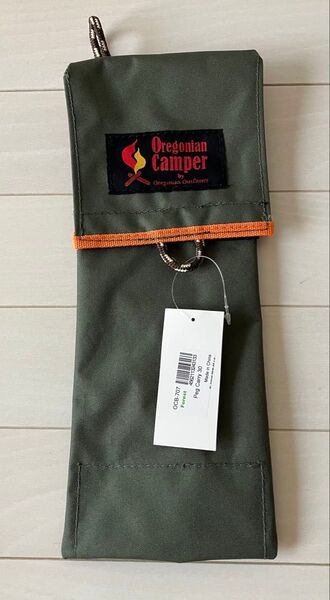 Oregonian
Camper
by
Oregonian Outfitters
OCB-707
Forest
Peg Carry 30
Made in China